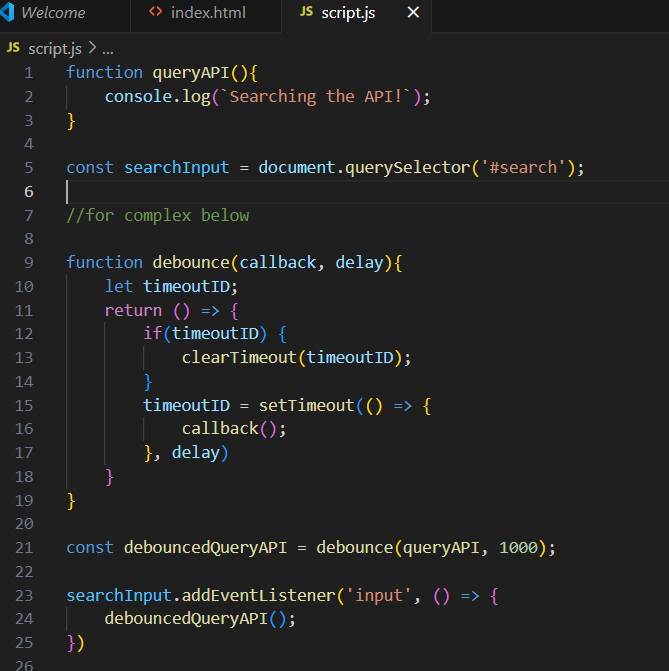 Welcome <> index.html JS script.js ×
JS script.js > ...
1 function queryAPI(){
2     console.log(`Searching the API!`);
3 }
4
5 const searchInput = document.querySelector('#search');
6
7 //for complex below
8
9 function debounce(callback, delay){
10     let timeoutID;
11     return () => {
12         if(timeoutID) {
13             clearTimeout(timeoutID);
14         }
15         timeoutID = setTimeout(() => {
16             callback();
17         }, delay)
18     }
19 }
20
21 const debouncedQueryAPI = debounce(queryAPI, 1000);
22
23 searchInput.addEventListener('input', () => {
24     debouncedQueryAPI();
25 })
26